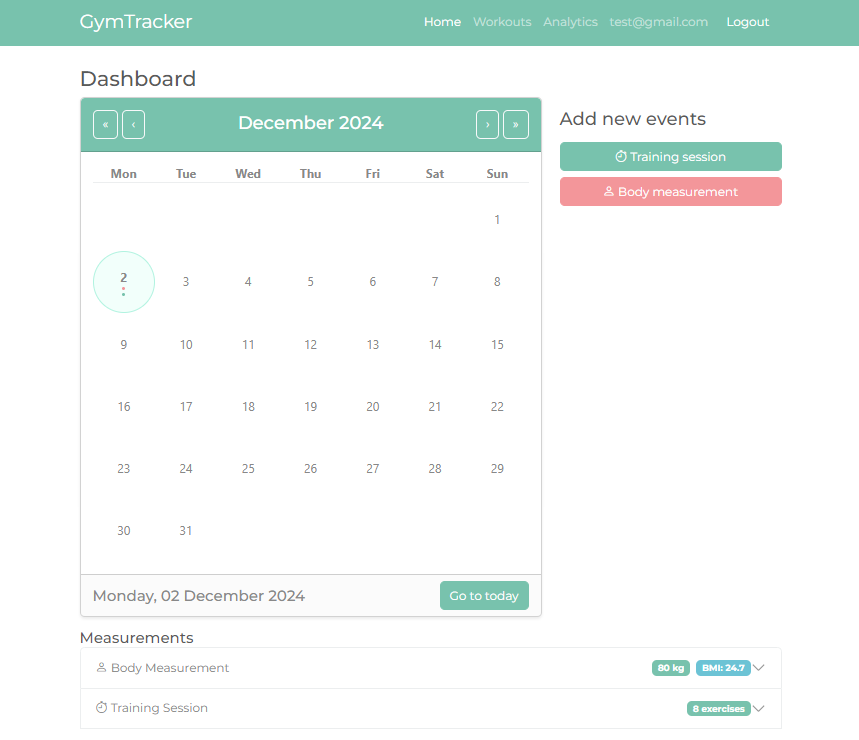 GymTracker Home Workouts Analytics test@gmail.com Logout
Dashboard
« ‹ December 2024 › »
Add new events
Training session
Body measurement
Mon Tue Wed Thu Fri Sat Sun
1
2 3 4 5 6 7 8
9 10 11 12 13 14 15
16 17 18 19 20 21 22
23 24 25 26 27 28 29
30 31
Monday, 02 December 2024 Go to today
Measurements
Body Measurement 80 kg BMI: 24.7
Training Session 8 exercises